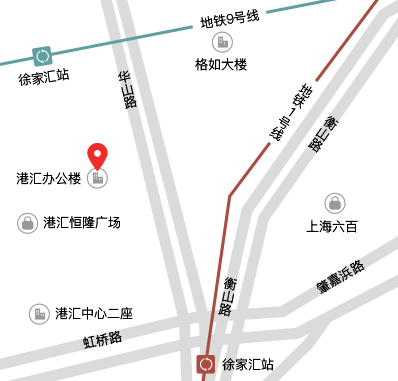 地铁9号线
格如大楼
徐家汇站
华山路
地铁1号线
衡山路
港汇办公楼
港汇恒隆广场
上海六百
衡山路
肇嘉浜路
港汇中心二座
虹桥路
徐家汇站